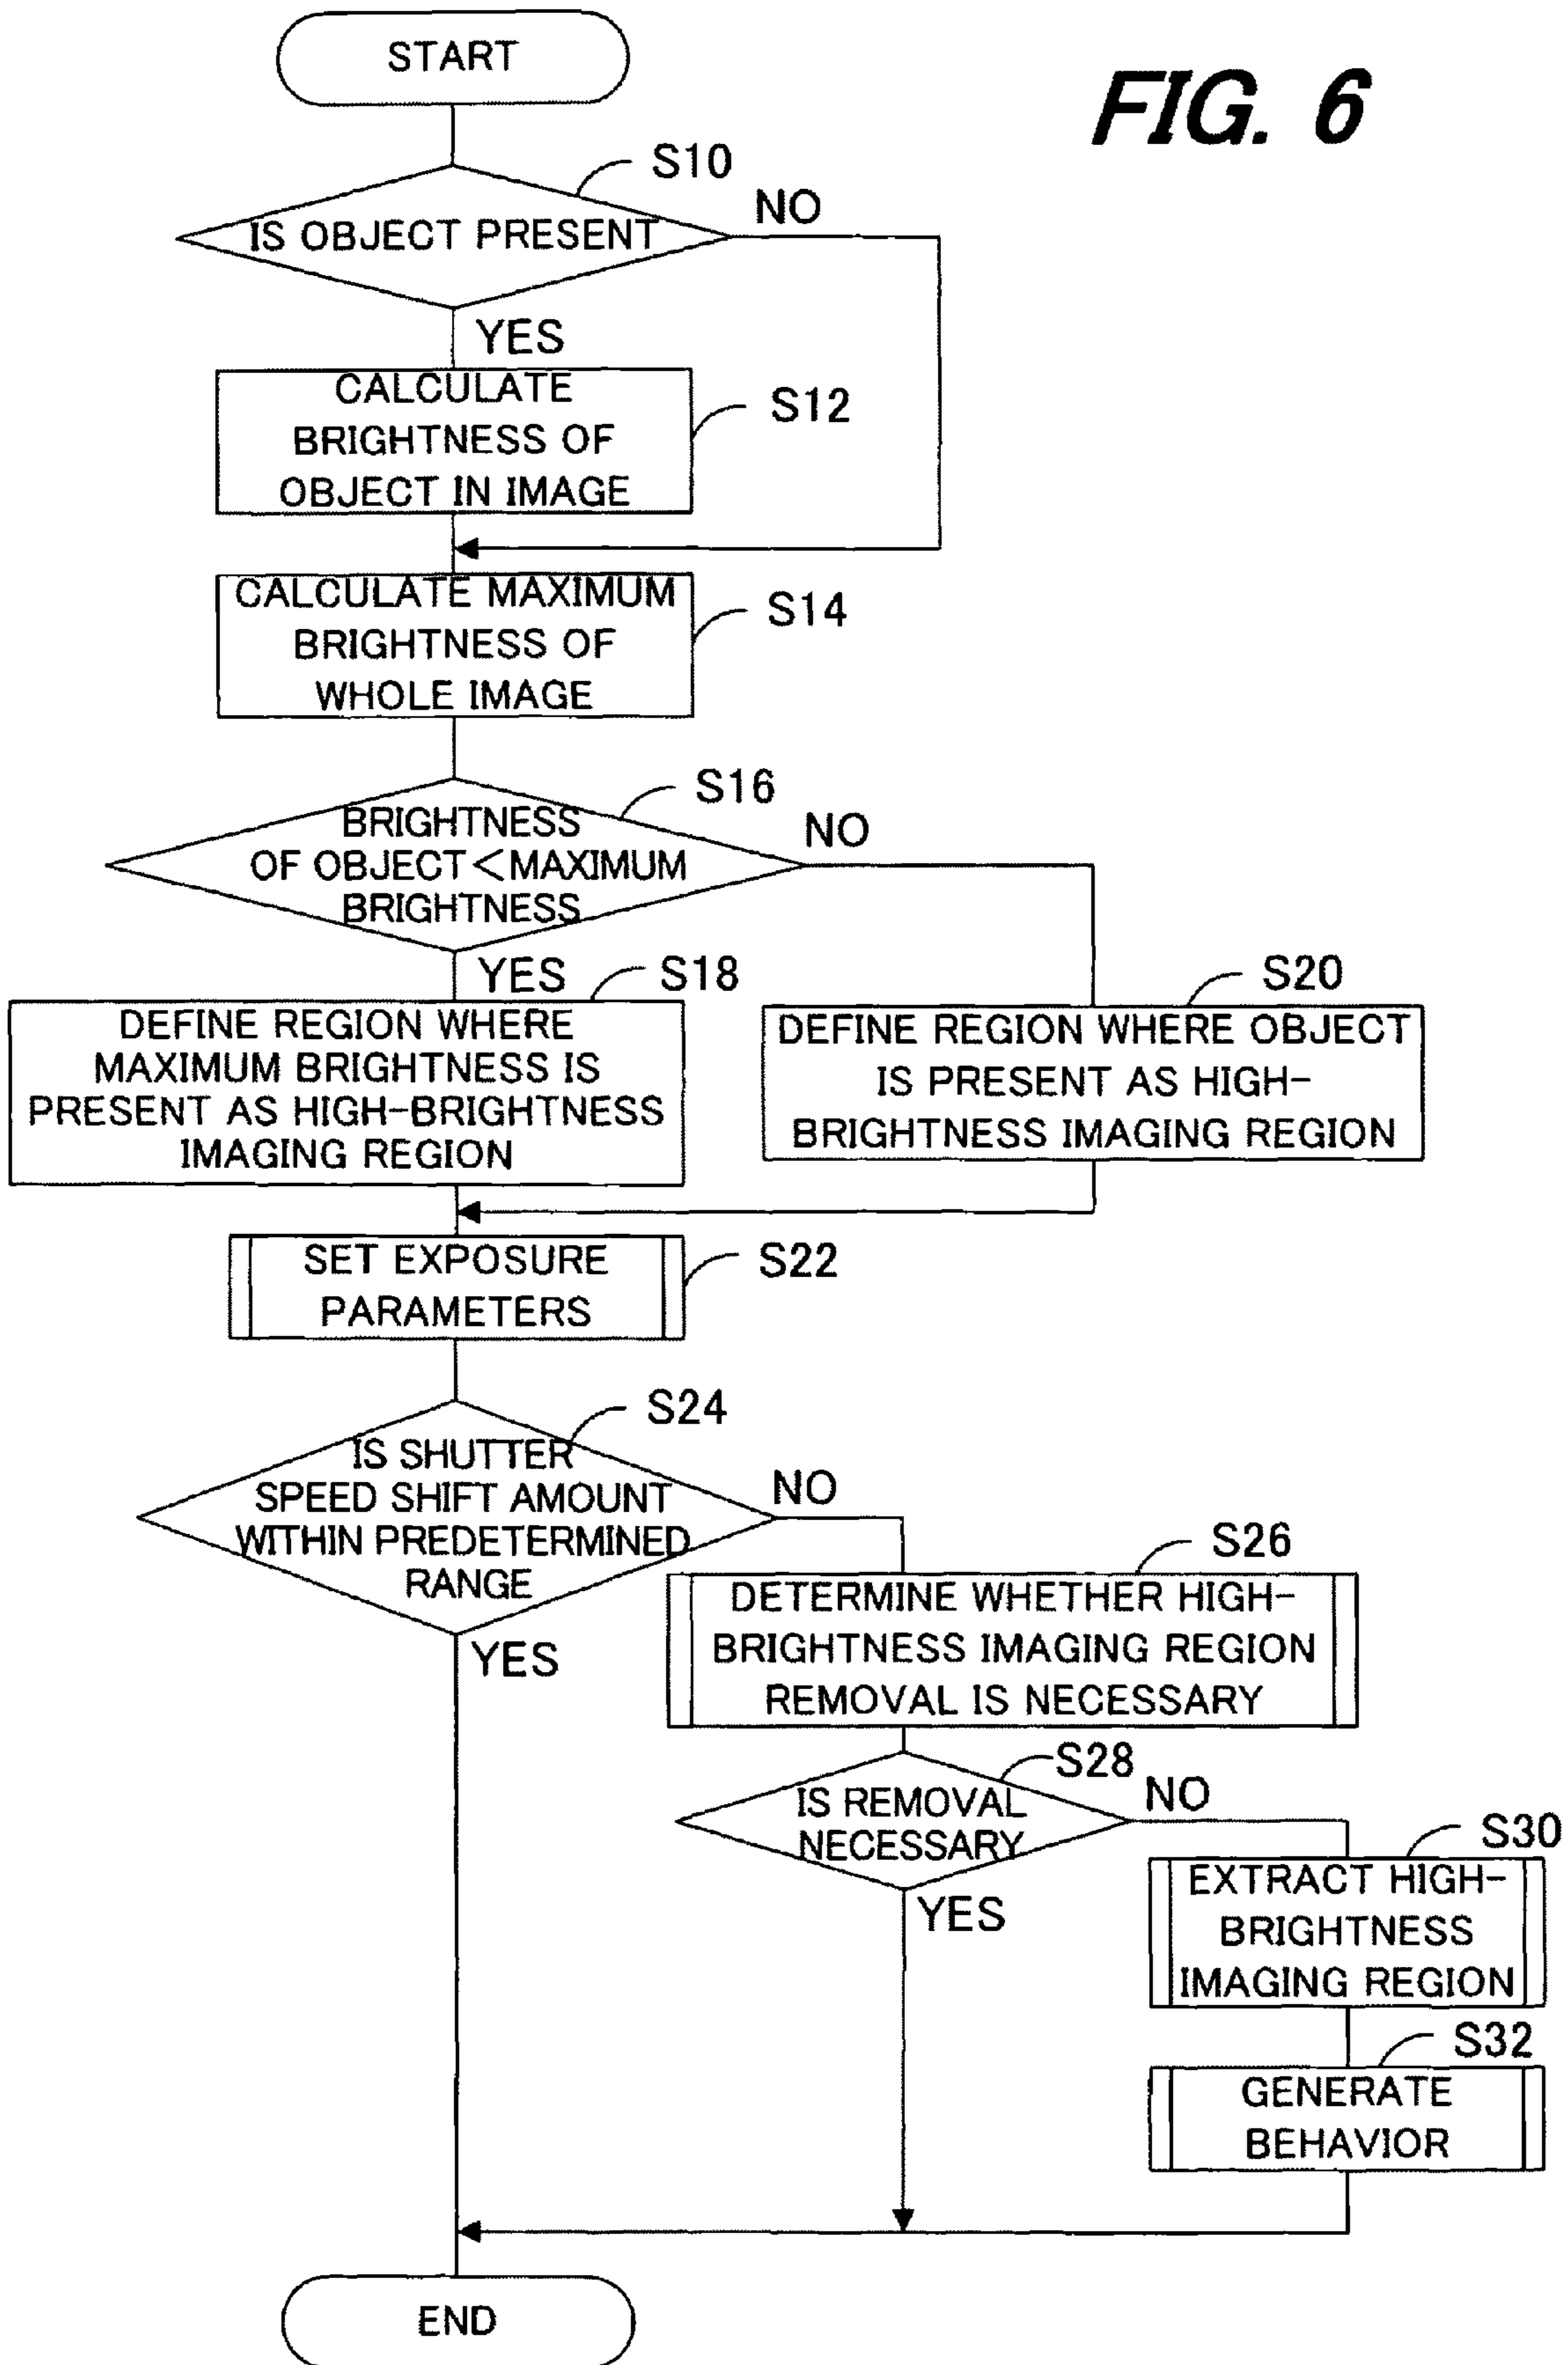 START
FIG. 6
S10
IS OBJECT PRESENT
NO
YES
CALCULATE
BRIGHTNESS OF
OBJECT IN IMAGE
S12
CALCULATE MAXIMUM
BRIGHTNESS OF
WHOLE IMAGE
S14
S16
BRIGHTNESS
OF OBJECT<MAXIMUM
BRIGHTNESS
NO
YES
S18
DEFINE REGION WHERE
MAXIMUM BRIGHTNESS IS
PRESENT AS HIGH-BRIGHTNESS
IMAGING REGION
S20
DEFINE REGION WHERE OBJECT
IS PRESENT AS HIGH-
BRIGHTNESS IMAGING REGION
SET EXPOSURE
PARAMETERS
S22
S24
IS SHUTTER
SPEED SHIFT AMOUNT
WITHIN PREDETERMINED
RANGE
NO
YES
S26
DETERMINE WHETHER HIGH-
BRIGHTNESS IMAGING REGION
REMOVAL IS NECESSARY
S28
IS REMOVAL
NECESSARY
NO
YES
S30
EXTRACT HIGH-
BRIGHTNESS
IMAGING REGION
S32
GENERATE
BEHAVIOR
END